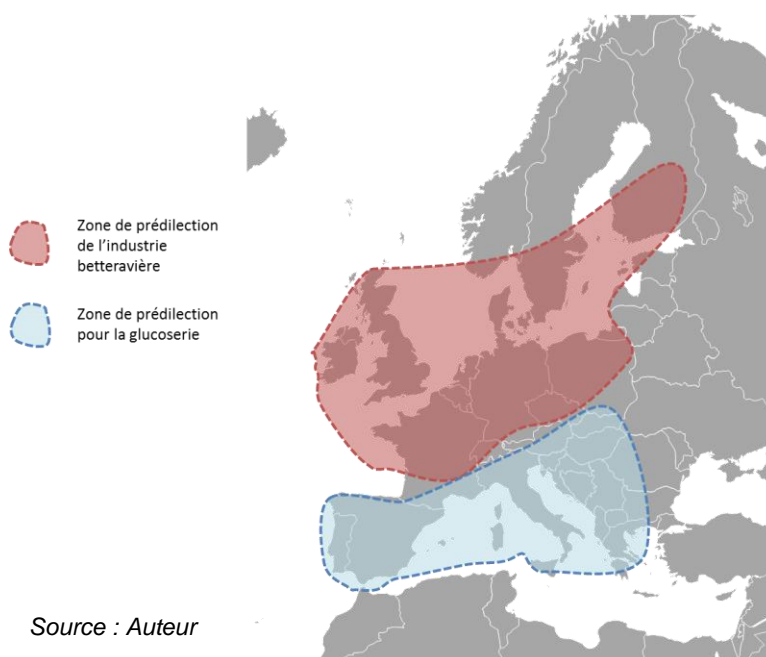 Zone de prédilection
de l'industrie
betteravière
Zone de prédilection
pour la glucoserie
Source : Auteur